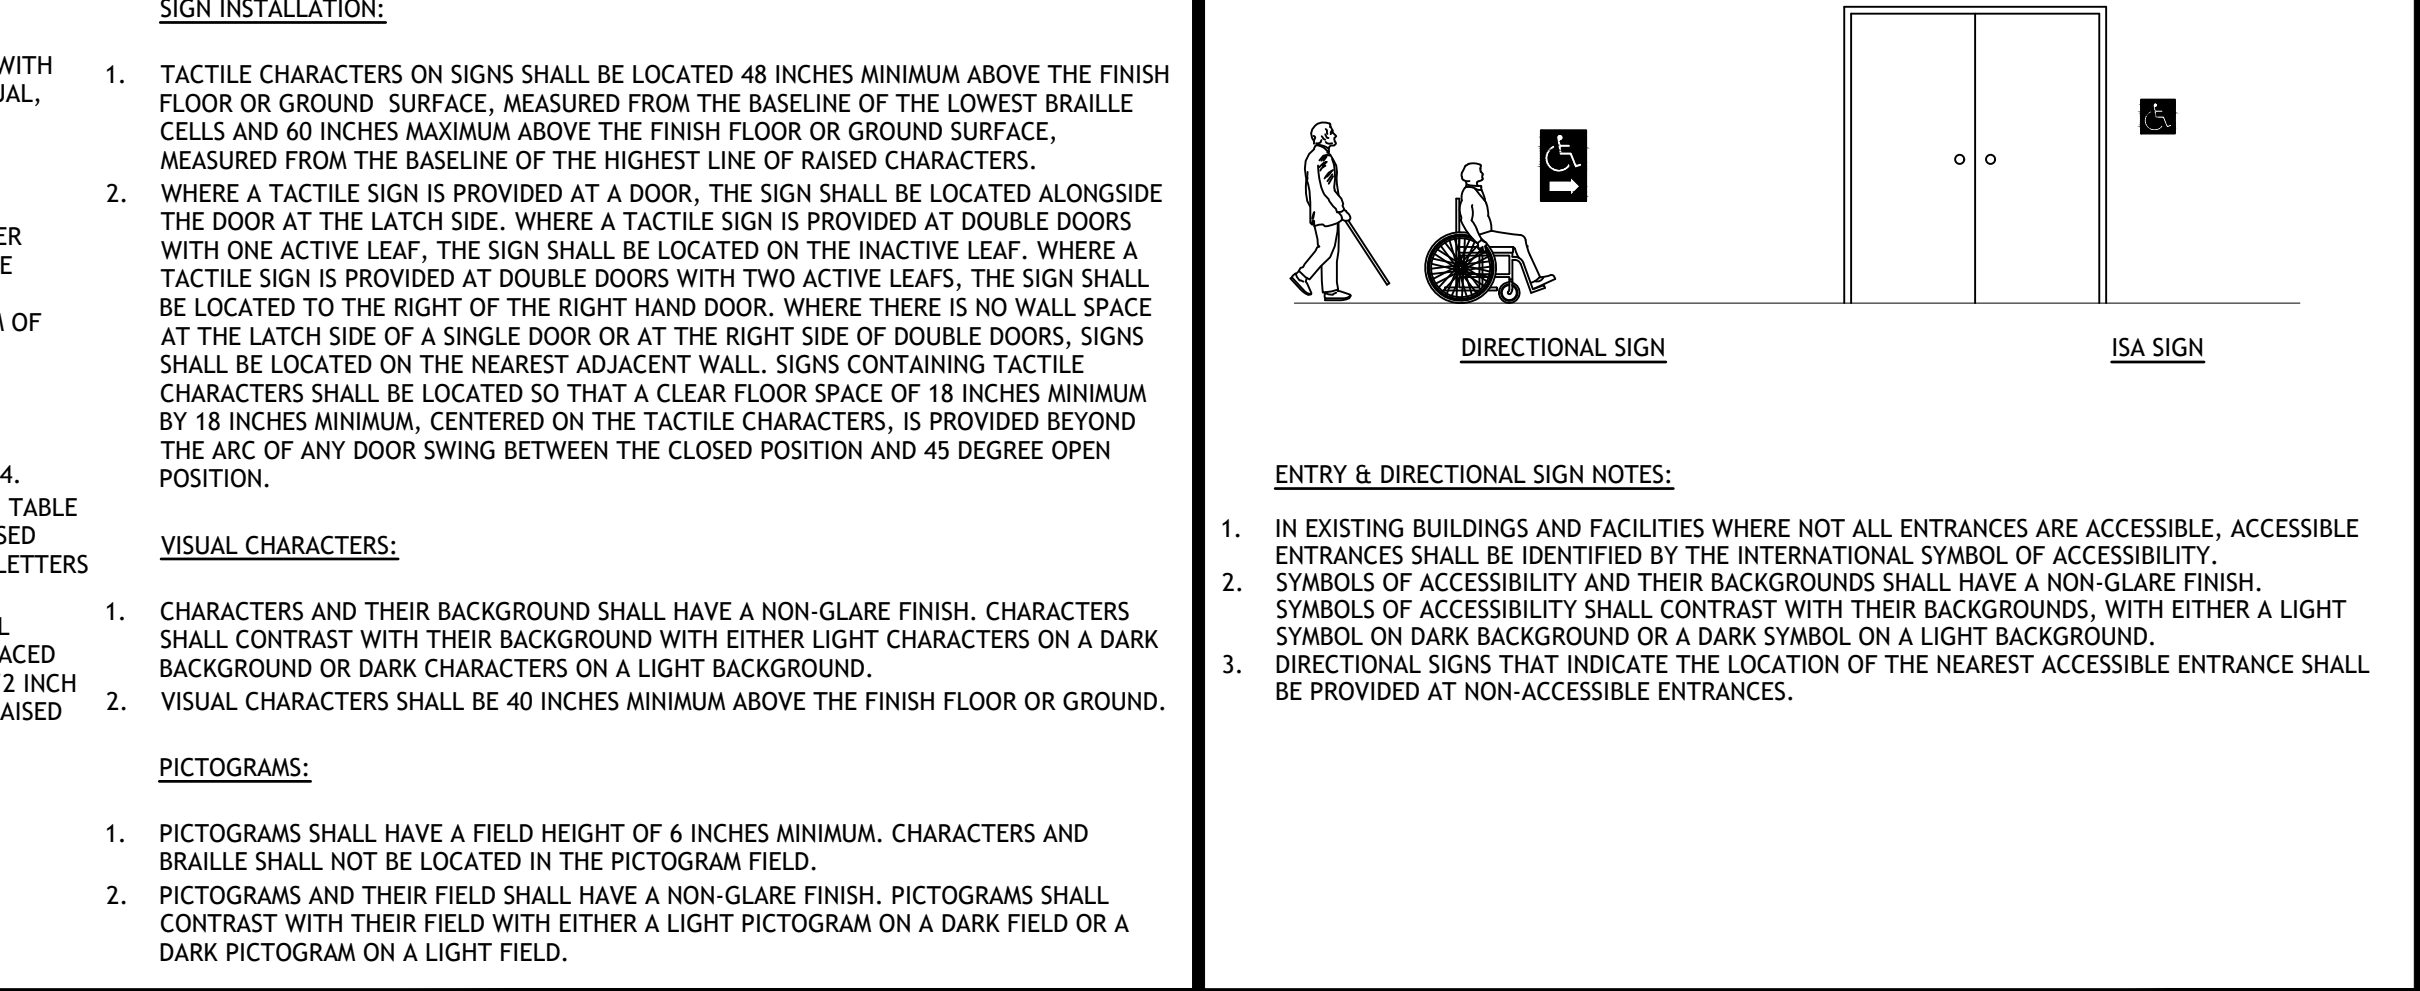 WITH
UAL,
ER
E
OF
4.
TABLE
SED
LETTERS
L
ACED
2 INCH
AISED
SIGN INSTALLATION:
1. TACTILE CHARACTERS ON SIGNS SHALL BE LOCATED 48 INCHES MINIMUM ABOVE THE FINISH
FLOOR OR GROUND SURFACE, MEASURED FROM THE BASELINE OF THE LOWEST BRAILLE
CELLS AND 60 INCHES MAXIMUM ABOVE THE FINISH FLOOR OR GROUND SURFACE,
MEASURED FROM THE BASELINE OF THE HIGHEST LINE OF RAISED CHARACTERS.
2. WHERE A TACTILE SIGN IS PROVIDED AT A DOOR, THE SIGN SHALL BE LOCATED ALONGSIDE
THE DOOR AT THE LATCH SIDE. WHERE A TACTILE SIGN IS PROVIDED AT DOUBLE DOORS
WITH ONE ACTIVE LEAF, THE SIGN SHALL BE LOCATED ON THE INACTIVE LEAF. WHERE A
TACTILE SIGN IS PROVIDED AT DOUBLE DOORS WITH TWO ACTIVE LEAFS, THE SIGN SHALL
BE LOCATED TO THE RIGHT OF THE RIGHT HAND DOOR. WHERE THERE IS NO WALL SPACE
AT THE LATCH SIDE OF A SINGLE DOOR OR AT THE RIGHT SIDE OF DOUBLE DOORS, SIGNS
SHALL BE LOCATED ON THE NEAREST ADJACENT WALL. SIGNS CONTAINING TACTILE
CHARACTERS SHALL BE LOCATED SO THAT A CLEAR FLOOR SPACE OF 18 INCHES MINIMUM
BY 18 INCHES MINIMUM, CENTERED ON THE TACTILE CHARACTERS, IS PROVIDED BEYOND
THE ARC OF ANY DOOR SWING BETWEEN THE CLOSED POSITION AND 45 DEGREE OPEN
POSITION.
VISUAL CHARACTERS:
1. CHARACTERS AND THEIR BACKGROUND SHALL HAVE A NON-GLARE FINISH. CHARACTERS
SHALL CONTRAST WITH THEIR BACKGROUND WITH EITHER LIGHT CHARACTERS ON A DARK
BACKGROUND OR DARK CHARACTERS ON A LIGHT BACKGROUND.
2. VISUAL CHARACTERS SHALL BE 40 INCHES MINIMUM ABOVE THE FINISH FLOOR OR GROUND.
PICTOGRAMS:
1. PICTOGRAMS SHALL HAVE A FIELD HEIGHT OF 6 INCHES MINIMUM. CHARACTERS AND
BRAILLE SHALL NOT BE LOCATED IN THE PICTOGRAM FIELD.
2. PICTOGRAMS AND THEIR FIELD SHALL HAVE A NON-GLARE FINISH. PICTOGRAMS SHALL
CONTRAST WITH THEIR FIELD WITH EITHER A LIGHT PICTOGRAM ON A DARK FIELD OR A
DARK PICTOGRAM ON A LIGHT FIELD.
DIRECTIONAL SIGN
ISA SIGN
ENTRY & DIRECTIONAL SIGN NOTES:
1. IN EXISTING BUILDINGS AND FACILITIES WHERE NOT ALL ENTRANCES ARE ACCESSIBLE, ACCESSIBLE
ENTRANCES SHALL BE IDENTIFIED BY THE INTERNATIONAL SYMBOL OF ACCESSIBILITY.
2. SYMBOLS OF ACCESSIBILITY AND THEIR BACKGROUNDS SHALL HAVE A NON-GLARE FINISH.
SYMBOLS OF ACCESSIBILITY SHALL CONTRAST WITH THEIR BACKGROUNDS, WITH EITHER A LIGHT
SYMBOL ON DARK BACKGROUND OR A DARK SYMBOL ON A LIGHT BACKGROUND.
3. DIRECTIONAL SIGNS THAT INDICATE THE LOCATION OF THE NEAREST ACCESSIBLE ENTRANCE SHALL
BE PROVIDED AT NON-ACCESSIBLE ENTRANCES.